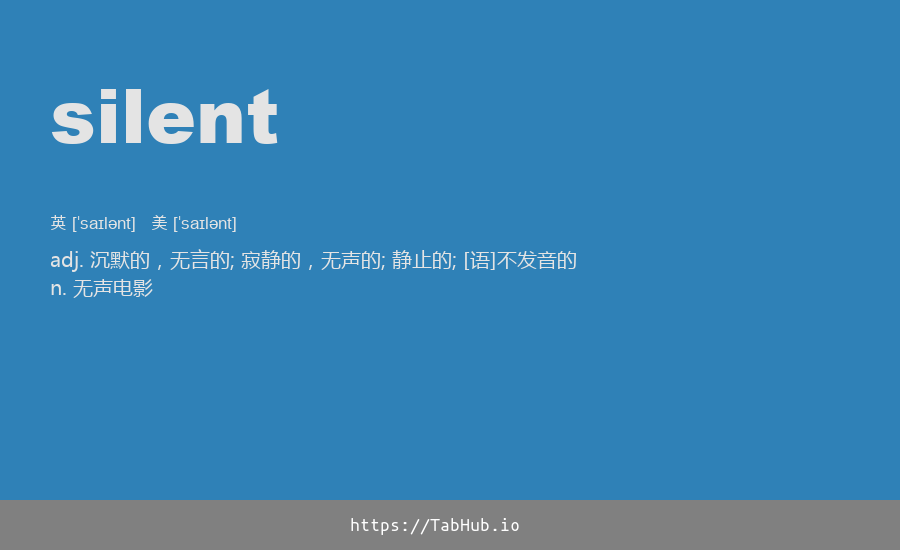 silent
英 [ˈsaɪlənt] 美 [ˈsaɪlənt]
adj. 沉默的，无言的; 寂静的，无声的; 静止的; [语]不发音的
n. 无声电影
https://TabHub.io